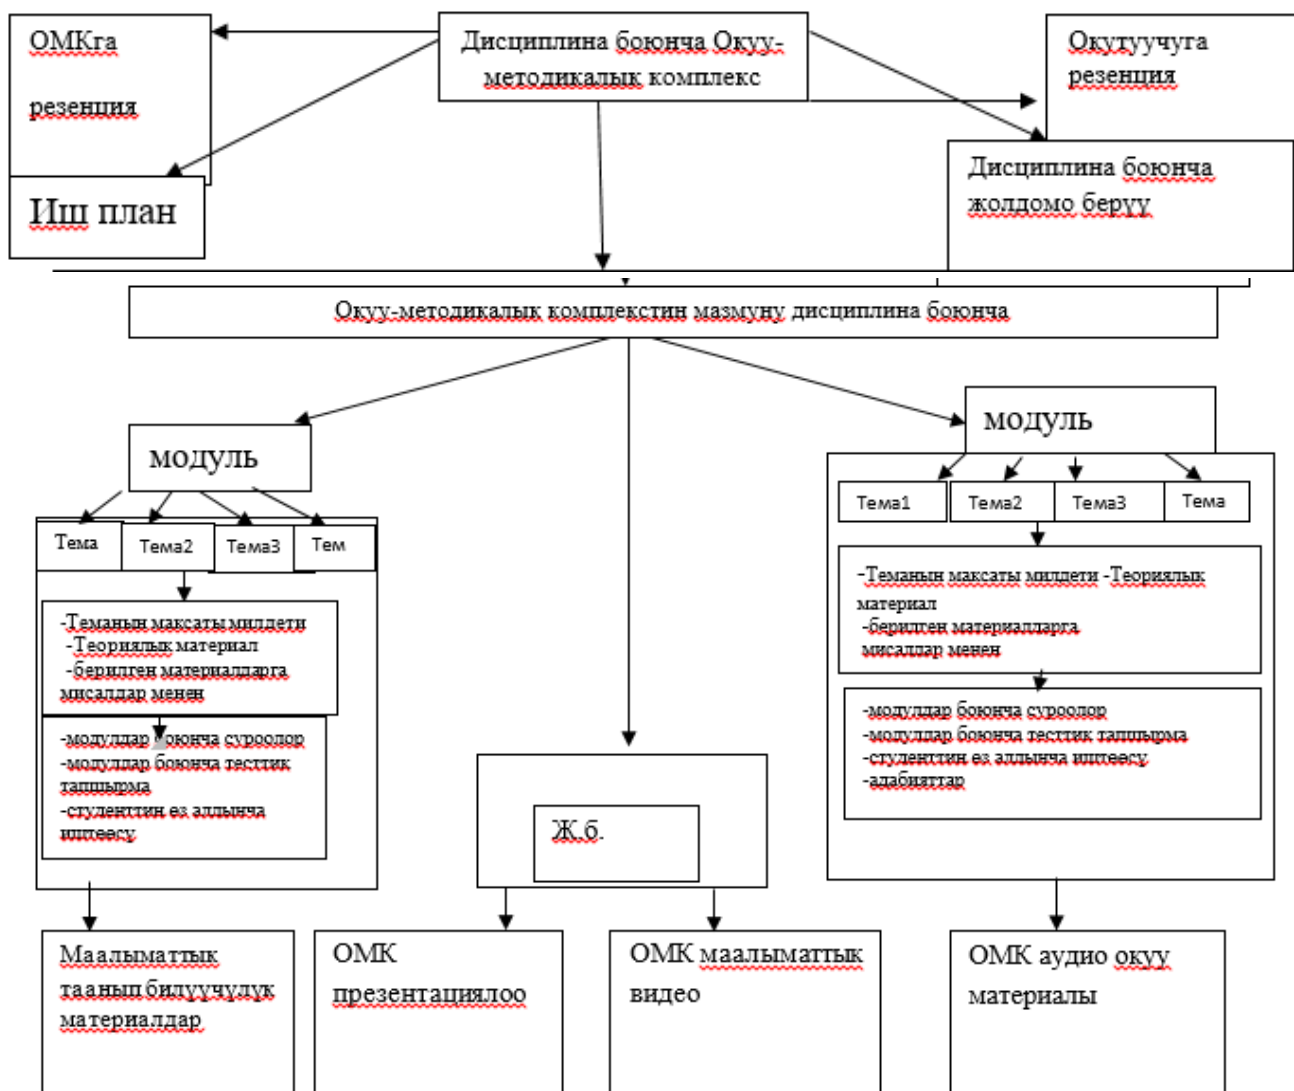 ОМКга
резенция
Дисциплина боюнча Окуу-
методикалык комплекс
Окутуучуга
резенция
Иш план
Дисциплина боюнча
жолдомо берүү
Окуу-методикалык комплекстин мазмуну дисциплина боюнча
модуль
модуль
Тема
Тема2
Тема3
Тем
Тема1
Тема2
Тема3
Тема
-Теманын максаты милдети
-Теориялык материал
-берилген материалдарга
мисалдар менен
-модулдар боюнча суроолор
-модулдар боюнча тесттик
тапшырма
-студенттин өз алдынча
иштөөсү
-Теманын максаты милдети -Теориялык
материал
-берилген материалдарга
мисалдар менен
-модулдар боюнча суроолор
-модулдар боюнча тесттик тапшырма
-студенттин өз алдынча иштөөсү
-адабияттар
Ж.б.
Маалыматтык
таанып билүүчүлүк
материалдар
ОМК
презентациялоо
ОМК маалыматтык
видео
ОМК аудио окуу
материалы